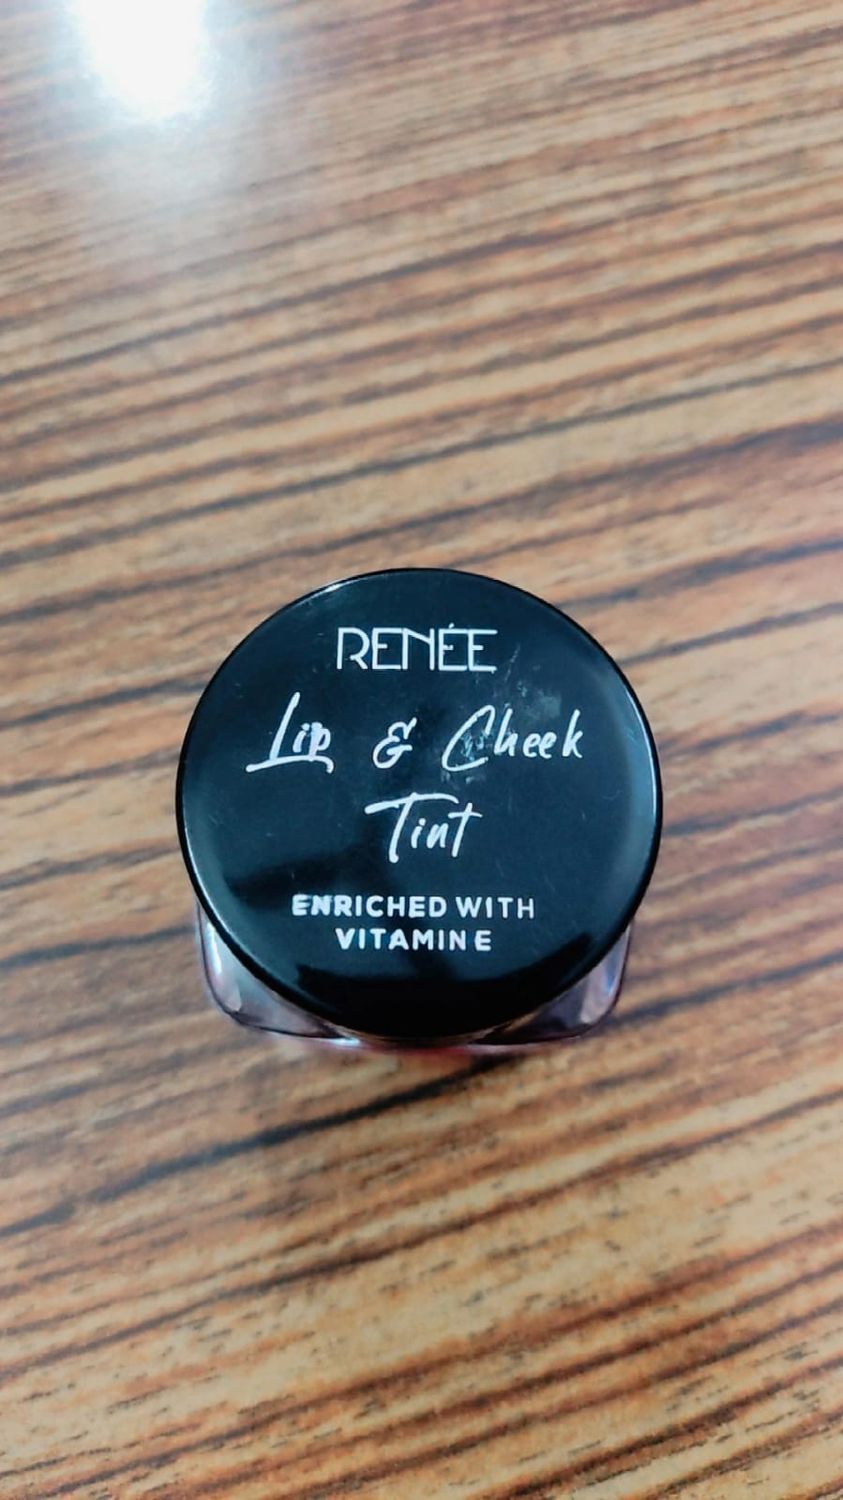 RENÉE
Lip & Cheek
Tint
ENRICHED WITH
VITAMIN E